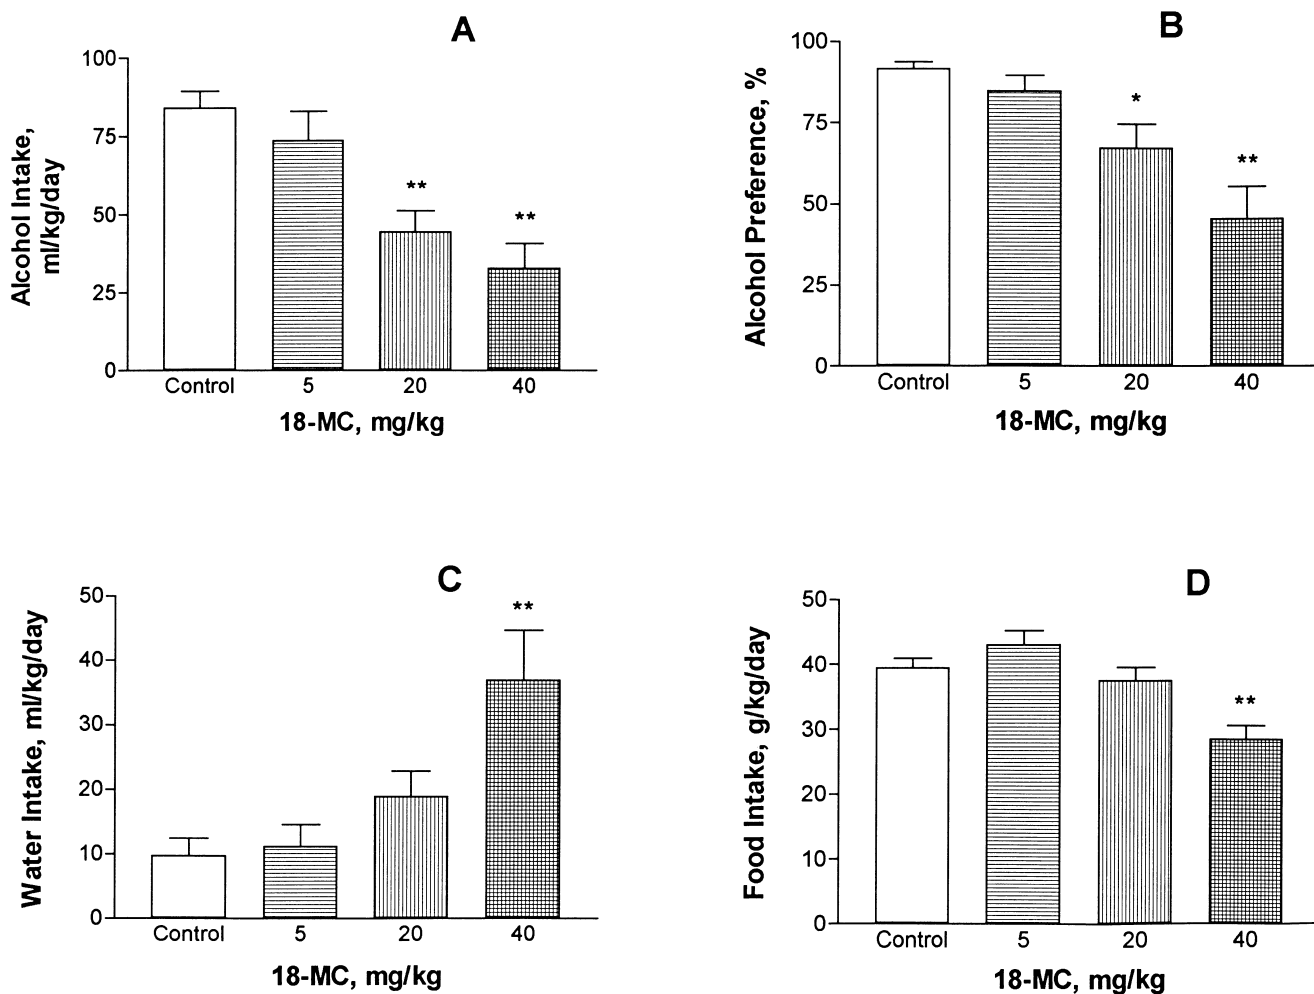 A
Alcohol Intake,
ml/kg/day
100
75
50
25
0
**
**
Control 5 20 40
18-MC, mg/kg
B
Alcohol Preference, %
100
75
50
25
0
*
**
Control 5 20 40
18-MC, mg/kg
C
Water Intake, ml/kg/day
50
40
30
20
10
0
**
Control 5 20 40
18-MC, mg/kg
D
Food Intake, g/kg/day
50
40
30
20
10
0
**
Control 5 20 40
18-MC, mg/kg